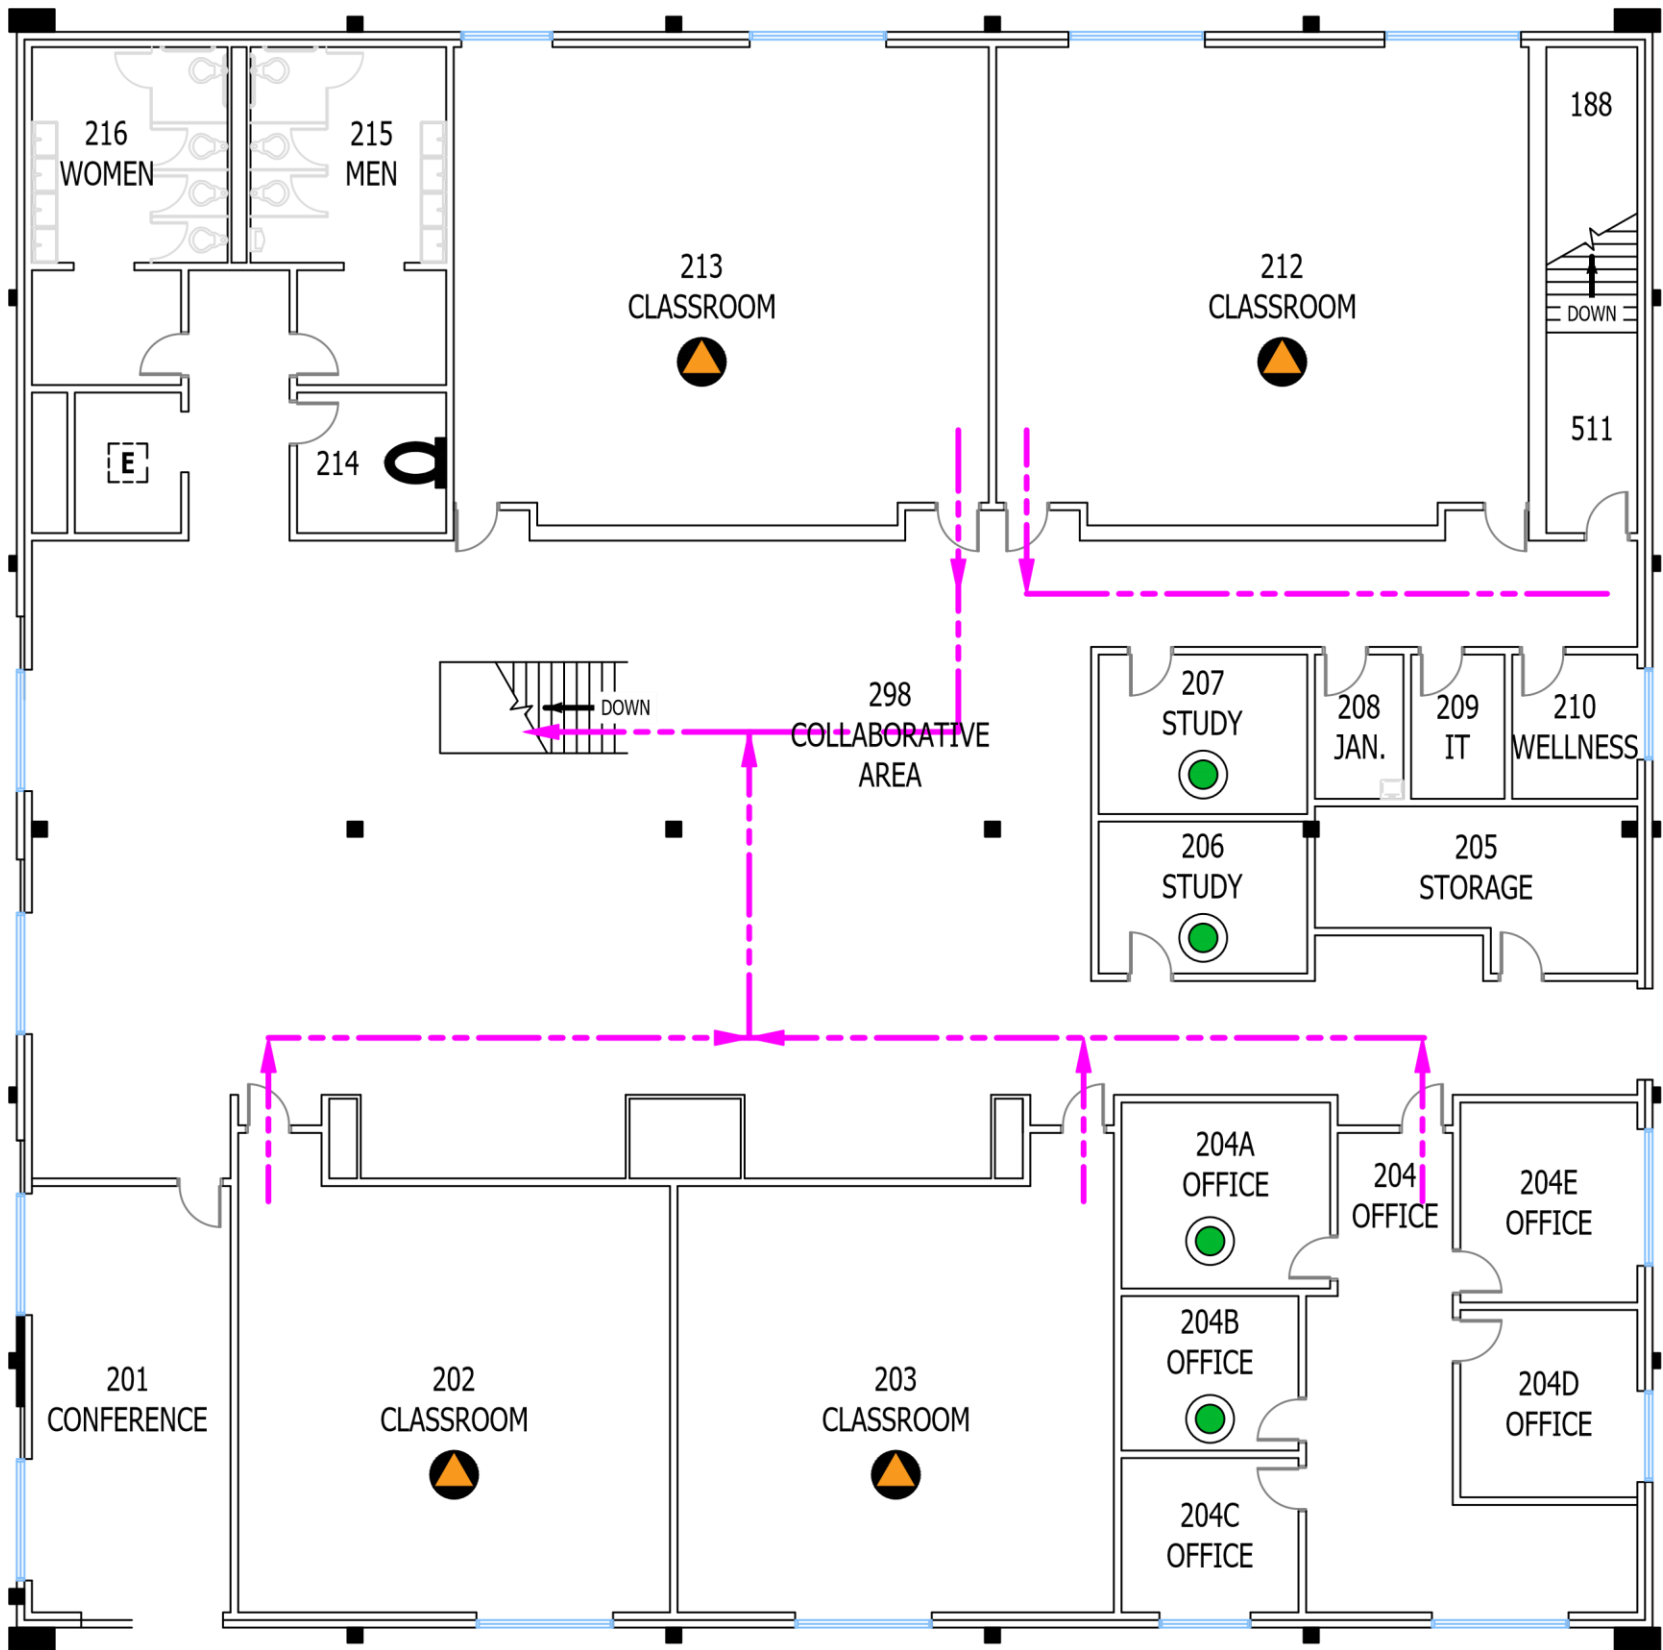 216
WOMEN
215
MEN
188
213
CLASSROOM
212
CLASSROOM
DOWN
511
E
214
298
COLLABORATIVE
AREA
DOWN
207
STUDY
208
JAN.
209
IT
210
WELLNESS
206
STUDY
205
STORAGE
204A
OFFICE
204
OFFICE
204E
OFFICE
204B
OFFICE
201
CONFERENCE
202
CLASSROOM
203
CLASSROOM
204D
OFFICE
204C
OFFICE